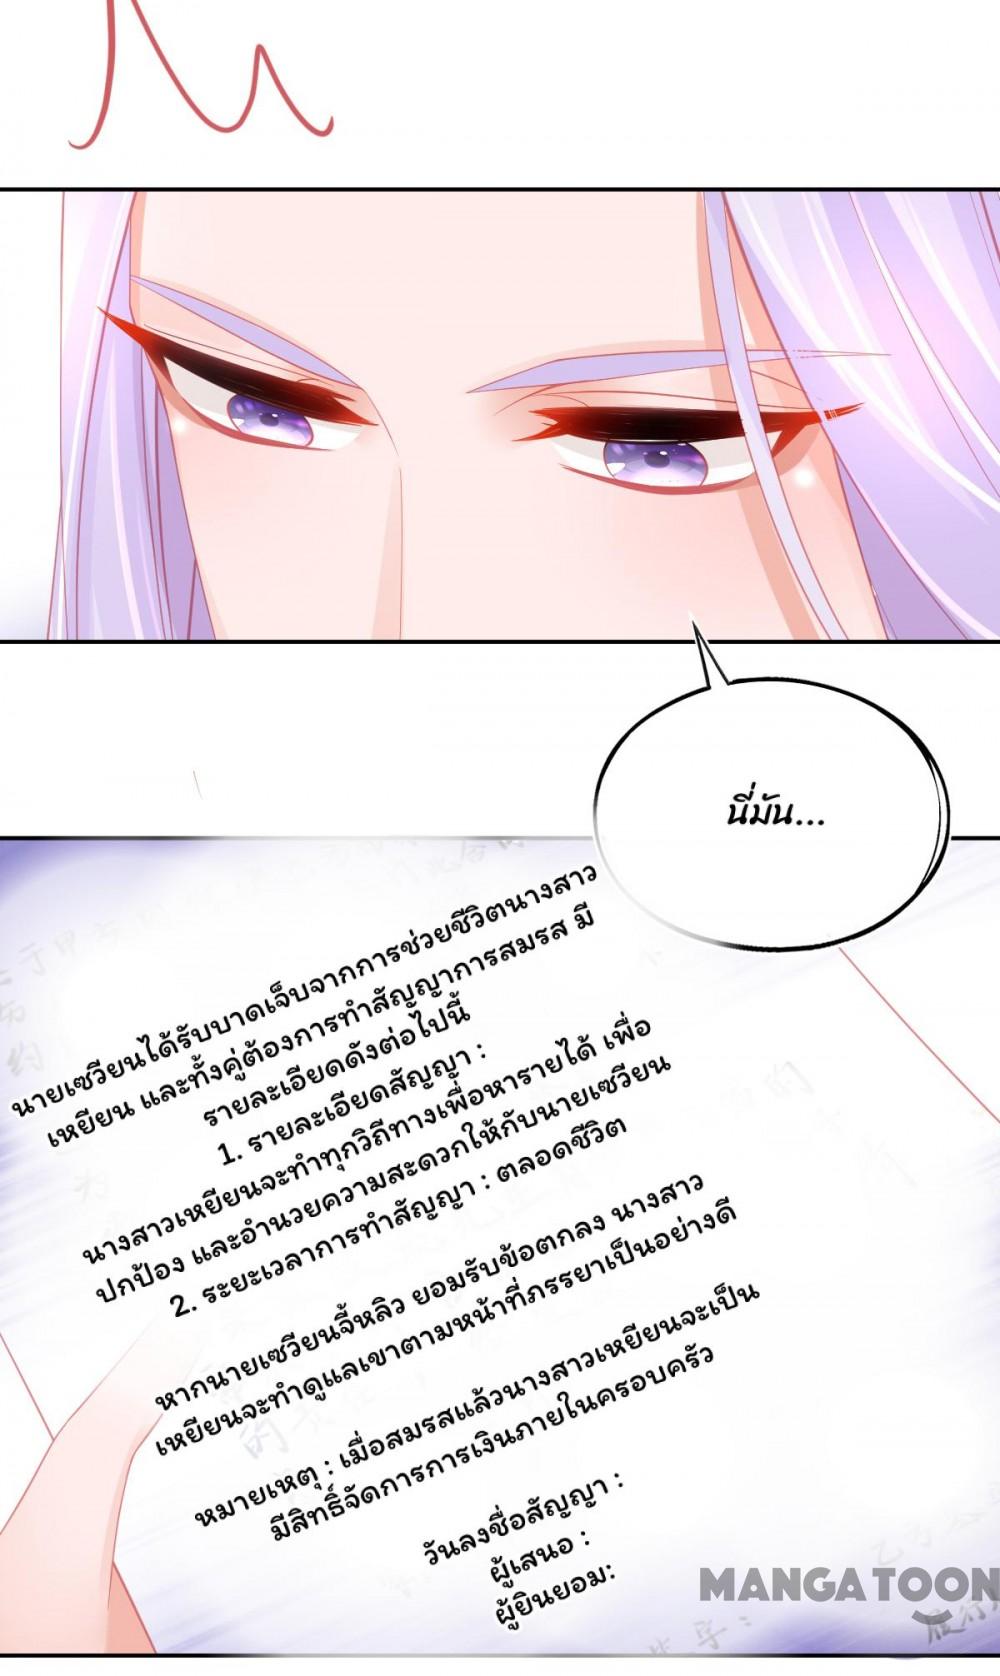 นี่มัน...
นายเซวียนได้รับบาดเจ็บจากการช่วยชีวิตนางสาว
เหยียน และทั้งคู่ต้องการทำสัญญาการสมรส มี
รายละเอียดดังต่อไปนี้
1. รายละเอียดสัญญา :
นางสาวเหยียนจะทำทุกวิถีทางเพื่อหารายได้ เพื่อ
ปกป้อง และอำนวยความสะดวกให้กับนายเซวียน
2. ระยะเวลาการทำสัญญา : ตลอดชีวิต
หากนายเซวียนจี้หลิว ยอมรับข้อตกลง นางสาว
เหยียนจะทำดูแลเขาตามหน้าที่ภรรยาเป็นอย่างดี
หมายเหตุ : เมื่อสมรสแล้วนางสาวเหยียนจะเป็น
มีสิทธิ์จัดการการเงินภายในครอบครัว
วันลงชื่อสัญญา :
ผู้เสนอ :
ผู้ยินยอม:
MANGATOON